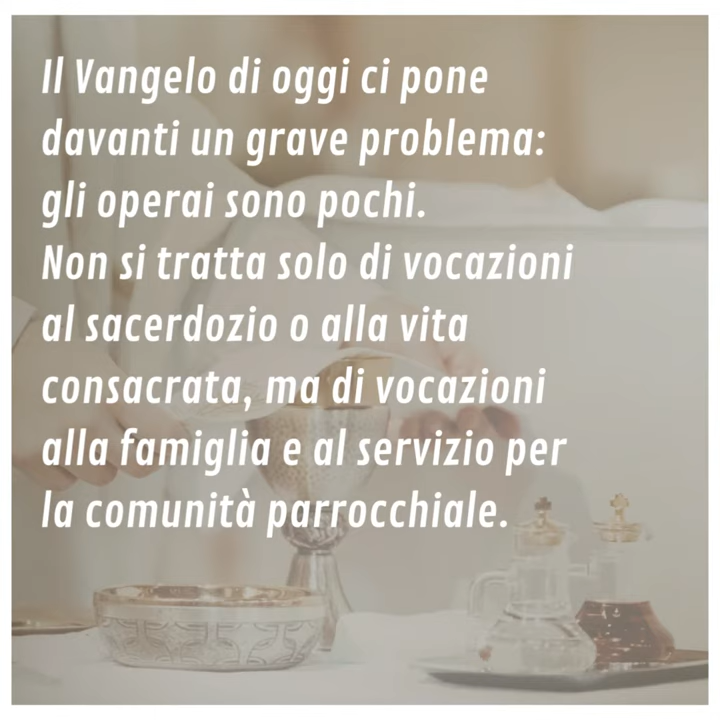 Il Vangelo di oggi ci pone
davanti un grave problema:
gli operai sono pochi.
Non si tratta solo di vocazioni
al sacerdozio o alla vita
consacrata, ma di vocazioni
alla famiglia e al servizio per
la comunità parrocchiale.